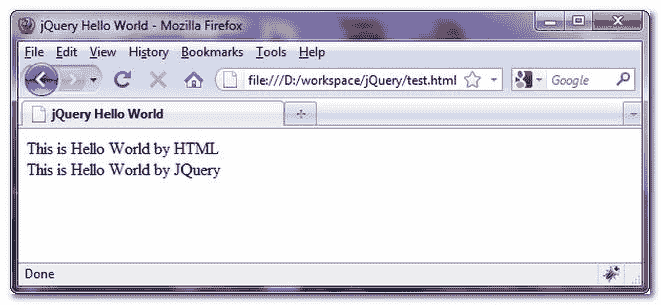 jQuery Hello World - Mozilla Firefox
File Edit View History Bookmarks Tools Help
file:///D:/workspace/jQuery/test.html Google
jQuery Hello World
This is Hello World by HTML
This is Hello World by JQuery
Done